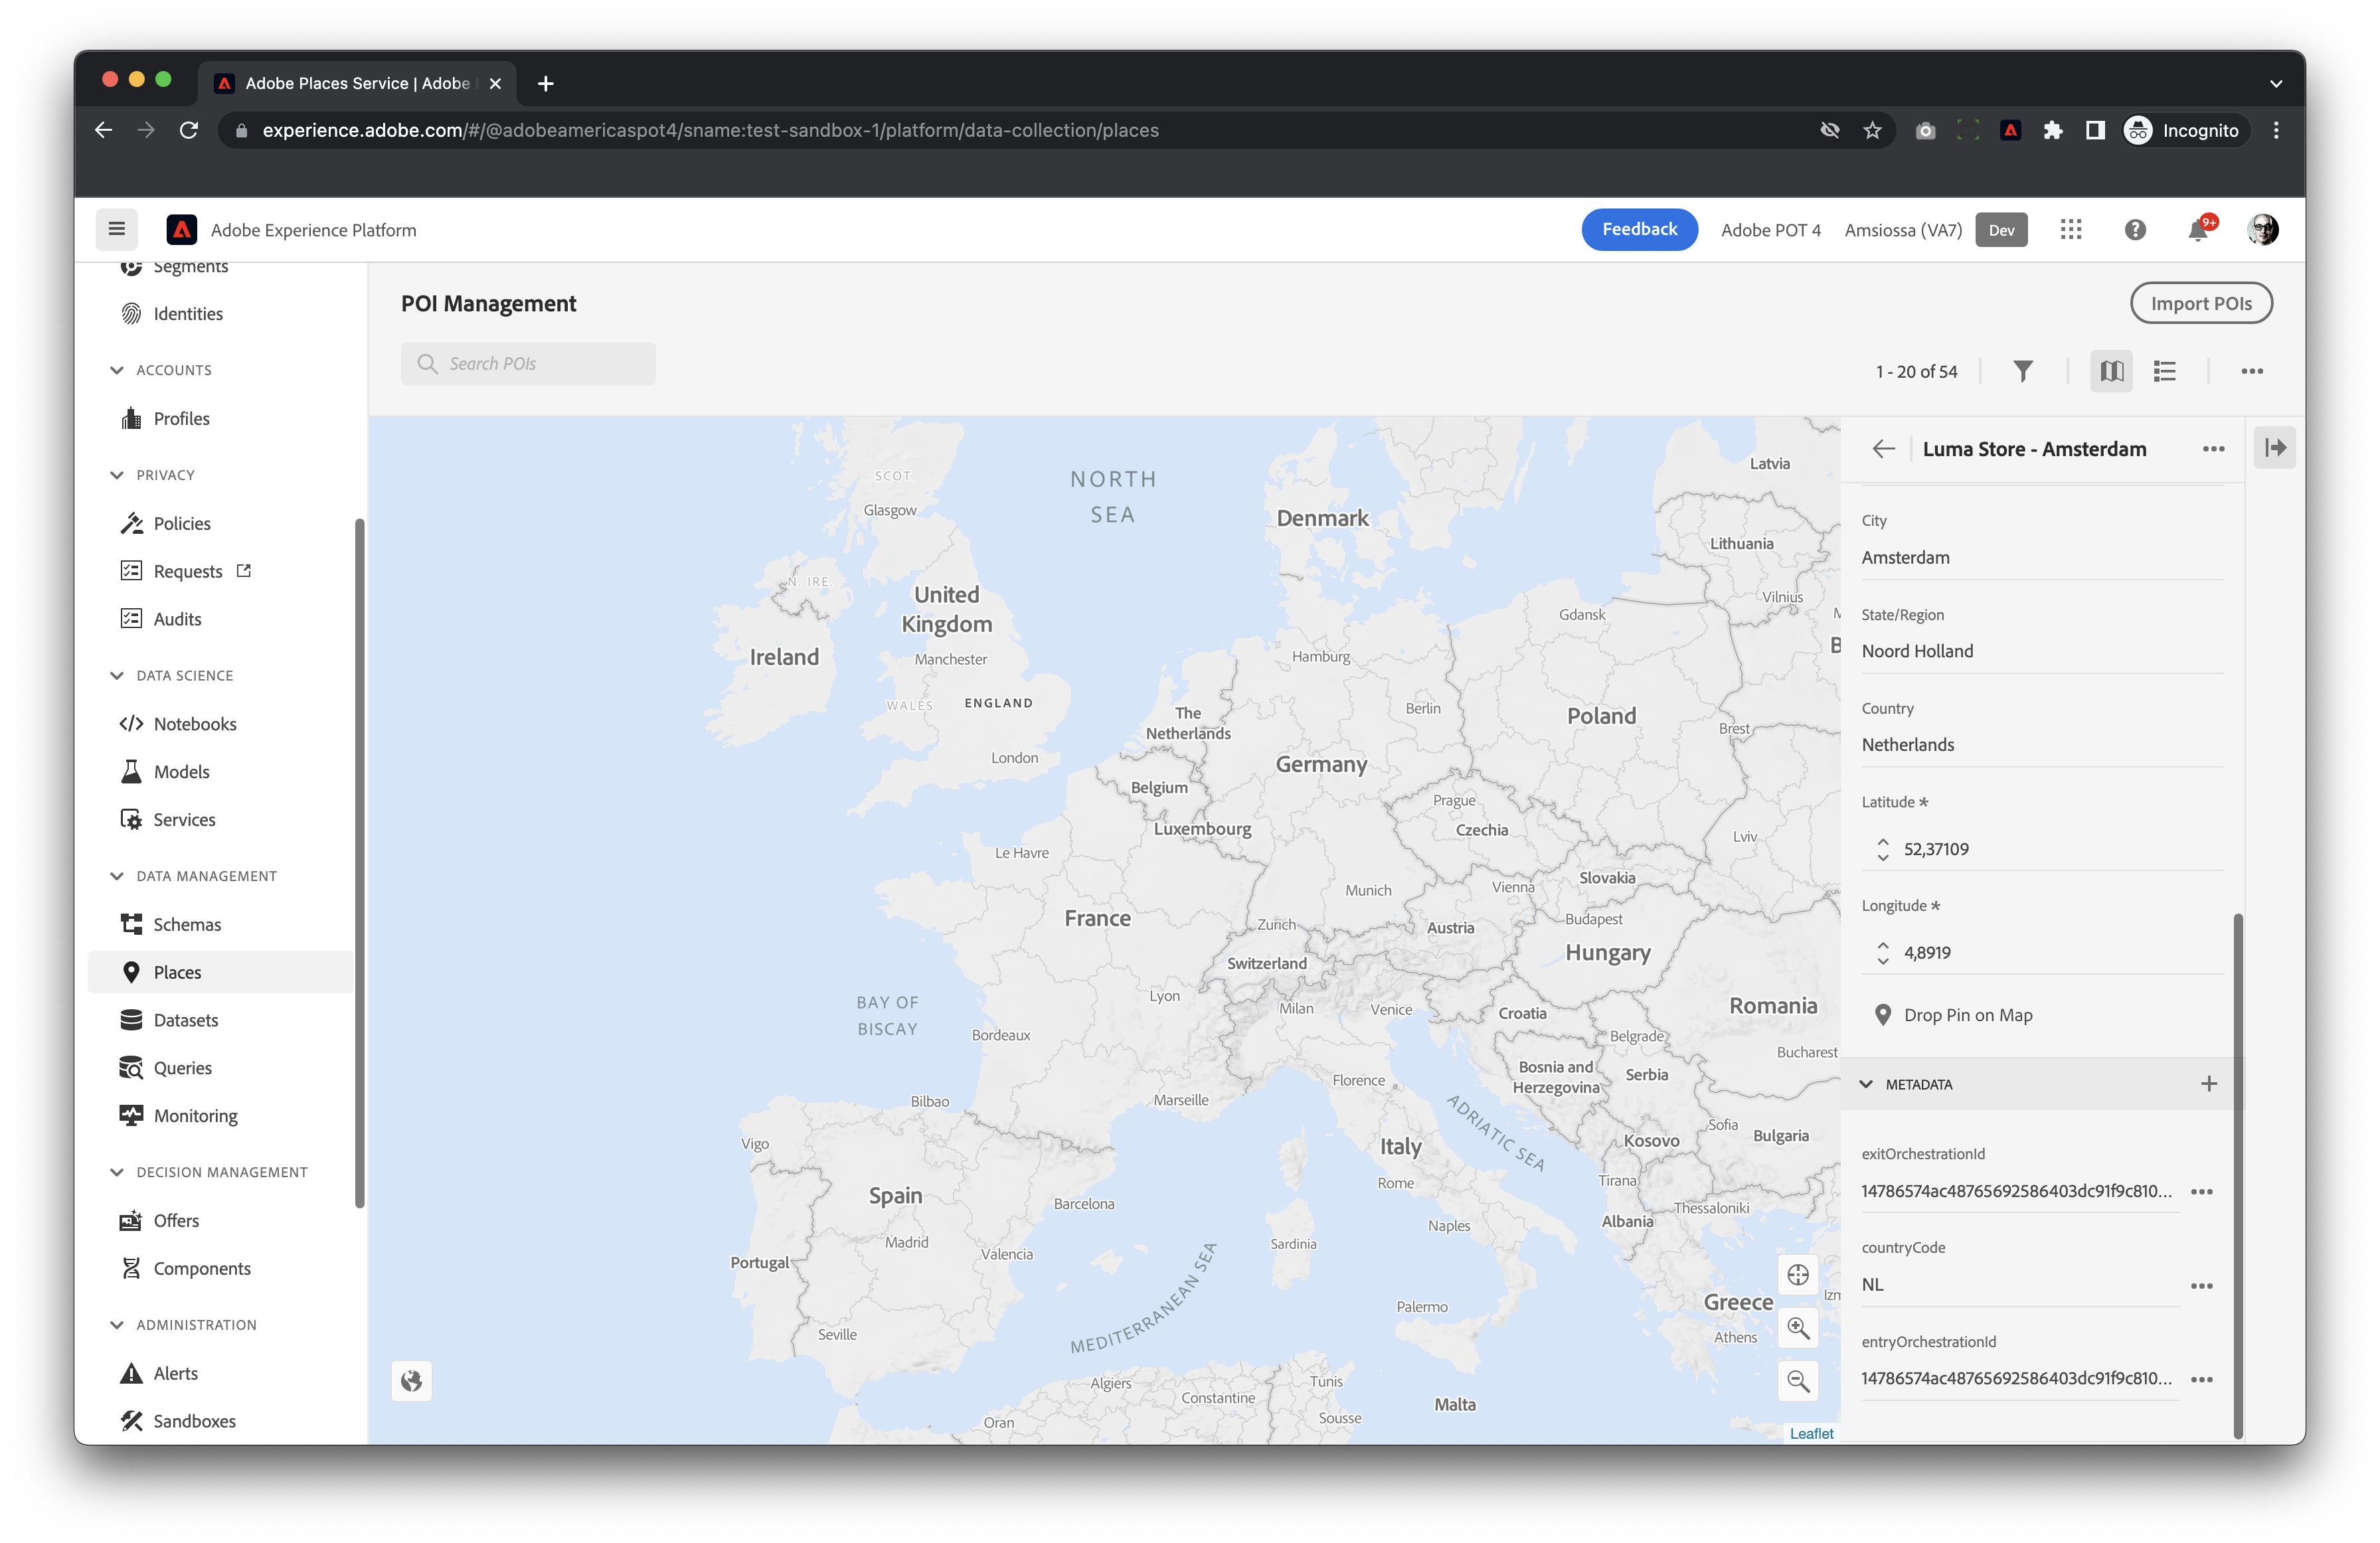 Adobe Places Service | Adobe
experience.adobe.com/#/@adobeamericaspot4/sname:test-sandbox-1/platform/data-collection/places
Incognito
Adobe Experience Platform
Feedback
Adobe POT 4
Amsiossa (VA7)
Dev
9+
Segments
Identities
ACCOUNTS
Profiles
PRIVACY
Policies
Requests
Audits
DATA SCIENCE
Notebooks
Models
Services
DATA MANAGEMENT
Schemas
Places
Datasets
Queries
Monitoring
DECISION MANAGEMENT
Offers
Components
ADMINISTRATION
Alerts
Sandboxes
POI Management
Import POIs
Search POIs
1 - 20 of 54
SCOT.
Glasgow
NORTH
SEA
Denmark
Latvia
Lithuania
Vilnius
N. IRE.
United
Kingdom
Ireland
Manchester
WALES
ENGLAND
London
Gdansk
Hamburg
The
Netherlands
Berlin
Poland
Brest
Germany
Belgium
Luxembourg
Prague
Czechia
Lviv
Le Havre
Slovakia
Munich
Vienna
Budapest
France
Zurich
Austria
Hungary
Switzerland
Lyon
Milan
Venice
Croatia
Romania
BAY OF
BISCAY
Bordeaux
Belgrade
Bucharest
Bosnia and
Herzegovina
Serbia
Florence
Marseille
Bilbao
ADRIATIC SEA
Sofia
Bulgaria
Kosovo
Vigo
Italy
Rome
Tirana
Spain
Barcelona
Thessaloniki
Albania
Naples
Madrid
Valencia
Sardinia
Portugal
MEDITERRANEAN SEA
Izm
Greece
Palermo
Athens
Seville
Algiers
Constantine
Tunis
Malta
Oran
Sousse
Leaflet
Luma Store - Amsterdam
City
Amsterdam
State/Region
Noord Holland
Country
Netherlands
Latitude *
52,37109
Longitude *
4,8919
Drop Pin on Map
METADATA
exitOrchestrationId
14786574ac48765692586403dc91f9c810...
countryCode
NL
entryOrchestrationId
14786574ac48765692586403dc91f9c810...